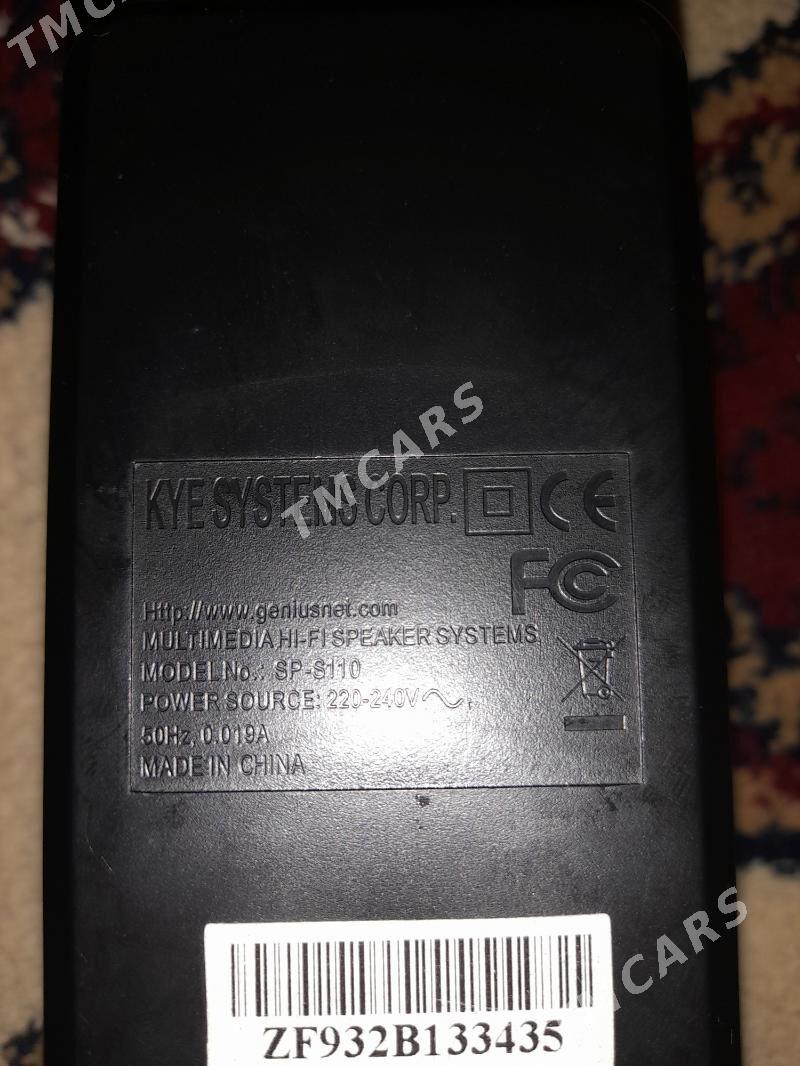 TMCARS
KYE SYSTEMS CORP.
CE
FC
TMCARS
Http://www.geniusnet.com
MULTIMEDIA HI-FI SPEAKER SYSTEMS
MODEL No.: SP-S110
POWER SOURCE: 220-240V~,
50Hz, 0.019A
MADE IN CHINA
TMCARS
ZF932B133435